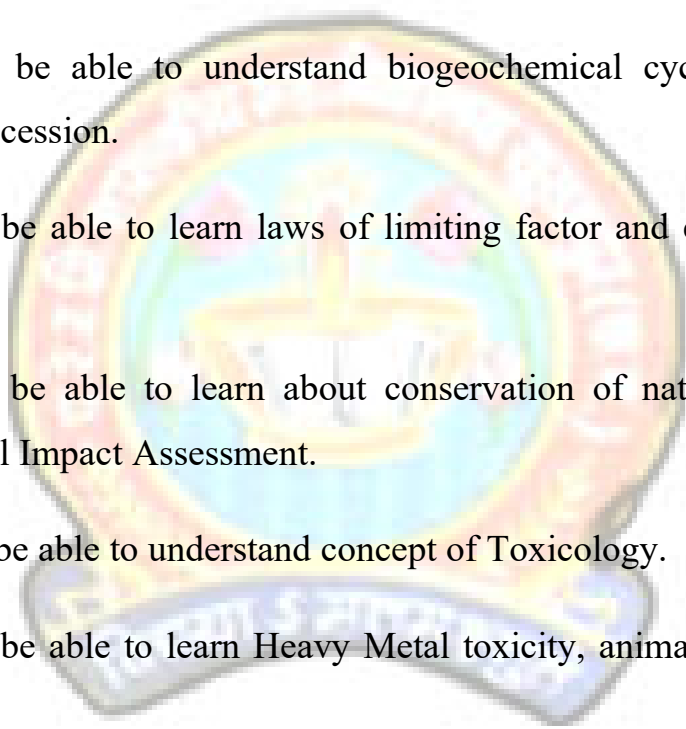 be able to understand biogeochemical cyc
cession.
be able to learn laws of limiting factor and
be able to learn about conservation of nat
l Impact Assessment.
be able to understand concept of Toxicology.
be able to learn Heavy Metal toxicity, anima